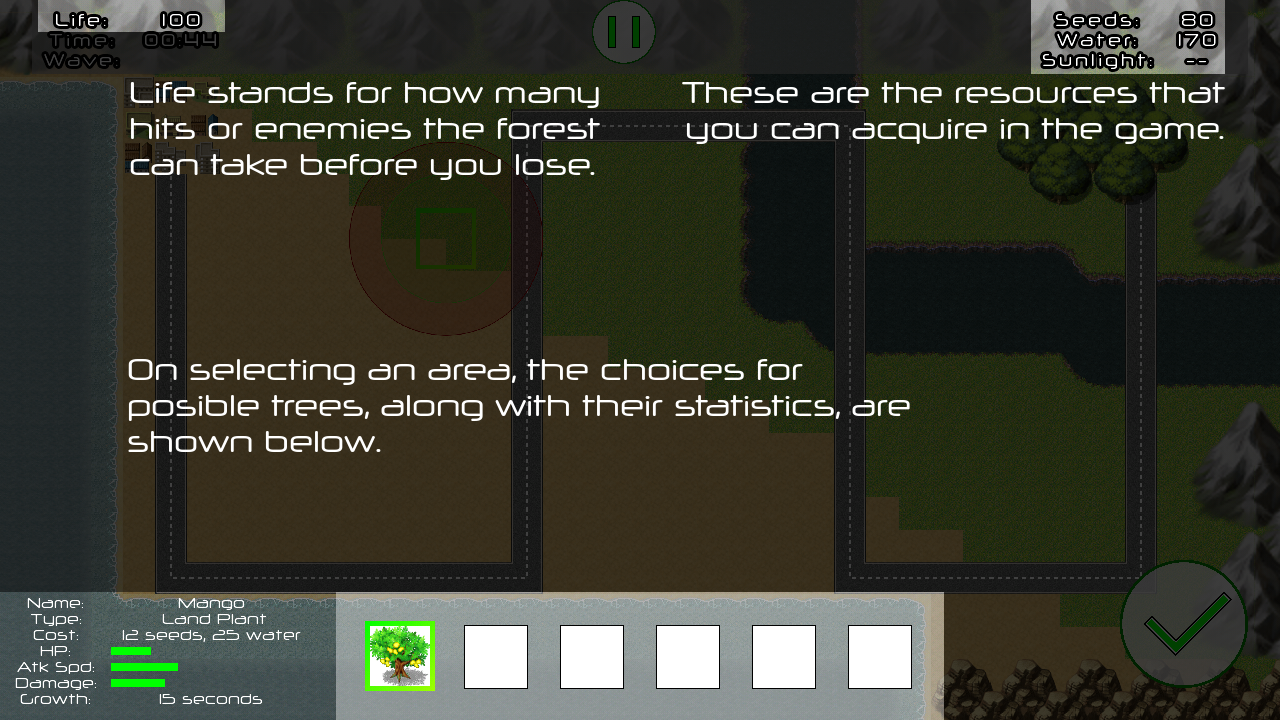 Life: 100
Time: 00:44
Wave:
Seeds: 80
Water: 170
Sunlight: --
Life stands for how many
hits or enemies the forest
can take before you lose.
These are the resources that
you can acquire in the game.
On selecting an area, the choices for
posible trees, along with their statistics, are
shown below.
Name: Mango
Type: Land Plant
Cost: 12 seeds, 25 water
HP:
Atk Spd:
Damage:
Growth: 15 seconds